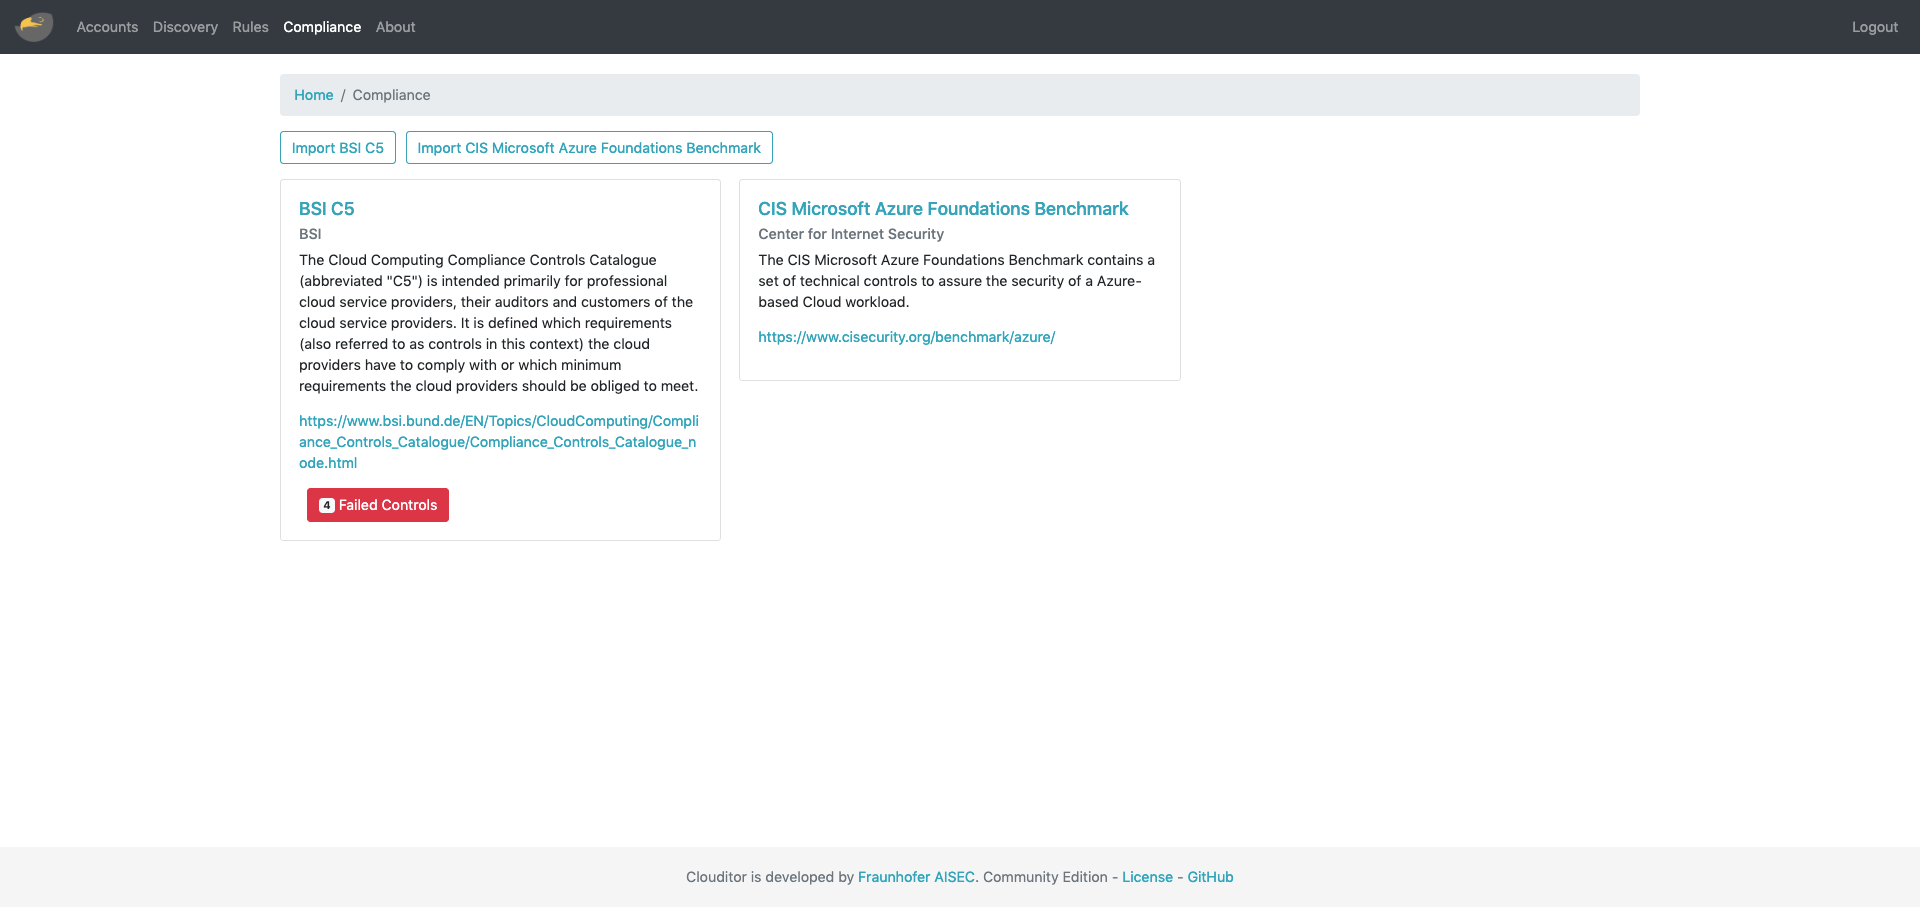 Accounts Discovery Rules Compliance About Logout
Home / Compliance
Import BSI C5 Import CIS Microsoft Azure Foundations Benchmark
BSI C5
BSI
The Cloud Computing Compliance Controls Catalogue
(abbreviated "C5") is intended primarily for professional
cloud service providers, their auditors and customers of the
cloud service providers. It is defined which requirements
(also referred to as controls in this context) the cloud
providers have to comply with or which minimum
requirements the cloud providers should be obliged to meet.
https://www.bsi.bund.de/EN/Topics/CloudComputing/Compli
ance_Controls_Catalogue/Compliance_Controls_Catalogue_n
ode.html
4 Failed Controls
CIS Microsoft Azure Foundations Benchmark
Center for Internet Security
The CIS Microsoft Azure Foundations Benchmark contains a
set of technical controls to assure the security of a Azure-
based Cloud workload.
https://www.cisecurity.org/benchmark/azure/
Clouditor is developed by Fraunhofer AISEC. Community Edition - License - GitHub